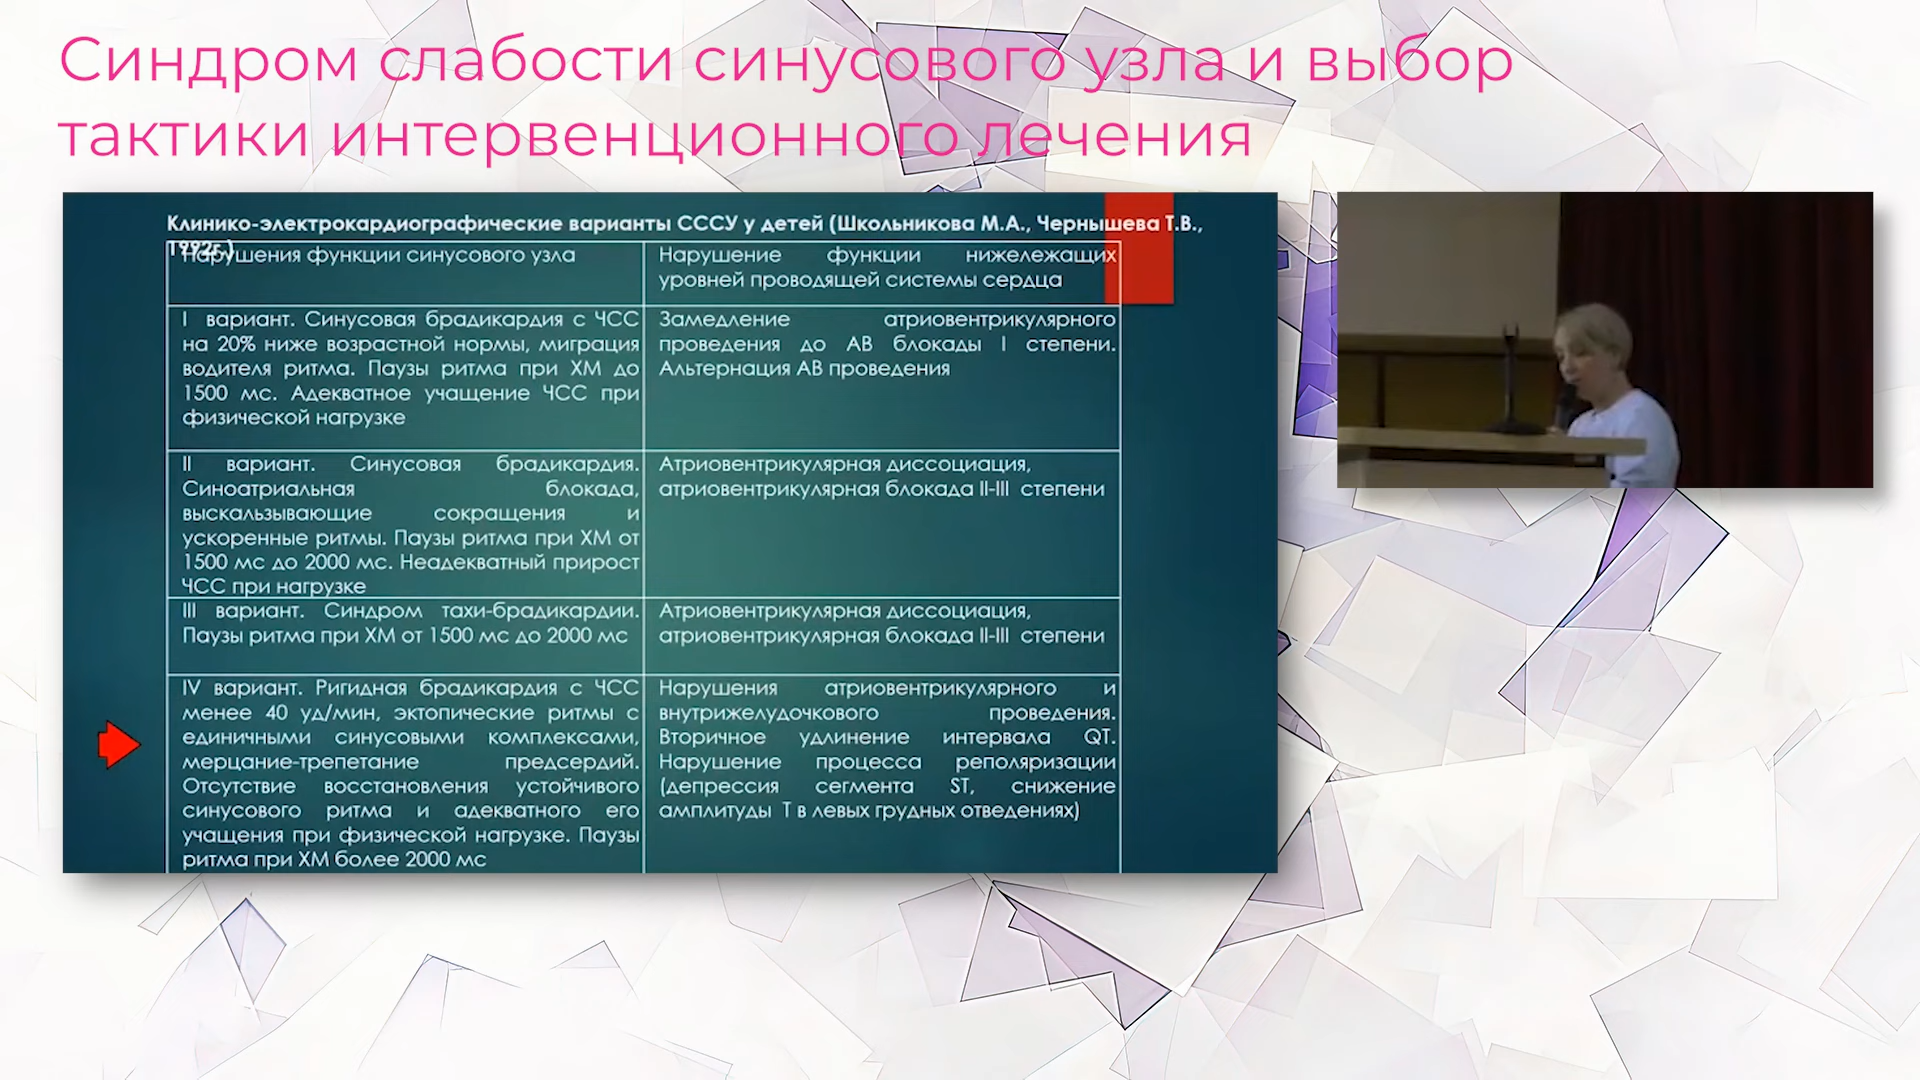 Синдром слабости синусового узла и выбор
тактики интервенционного лечения
Клинико-электрокардиографические варианты СССУ у детей (Школьникова М.А., Чернышева Т.В.,
1992г.)
Нарушения функции синусового узла
Нарушение функции нижележащих
уровней проводящей системы сердца
I вариант. Синусовая брадикардия с ЧСС
на 20% ниже возрастной нормы, миграция
водителя ритма. Паузы ритма при ХМ до
1500 мс. Адекватное учащение ЧСС при
физической нагрузке
Замедление атриовентрикулярного
проведения до АВ блокады I степени.
Альтернация АВ проведения
II вариант. Синусовая брадикардия.
Синоатриальная блокада,
выскальзывающие сокращения и
ускоренные ритмы. Паузы ритма при ХМ от
1500 мс до 2000 мс. Неадекватный прирост
ЧСС при нагрузке
Атриовентрикулярная диссоциация,
атриовентрикулярная блокада II-III степени
III вариант. Синдром тахи-брадикардии.
Паузы ритма при ХМ от 1500 мс до 2000 мс
Атриовентрикулярная диссоциация,
атриовентрикулярная блокада II-III степени
IV вариант. Ригидная брадикардия с ЧСС
менее 40 уд/мин, эктопические ритмы с
единичными синусовыми комплексами,
мерцание-трепетание предсердий.
Отсутствие восстановления устойчивого
синусового ритма и адекватного его
учащения при физической нагрузке. Паузы
ритма при ХМ более 2000 мс
Нарушения атриовентрикулярного и
внутрижелудочкового проведения.
Вторичное удлинение интервала QT.
Нарушение процесса реполяризации
(депрессия сегмента ST, снижение
амплитуды T в левых грудных отведениях)